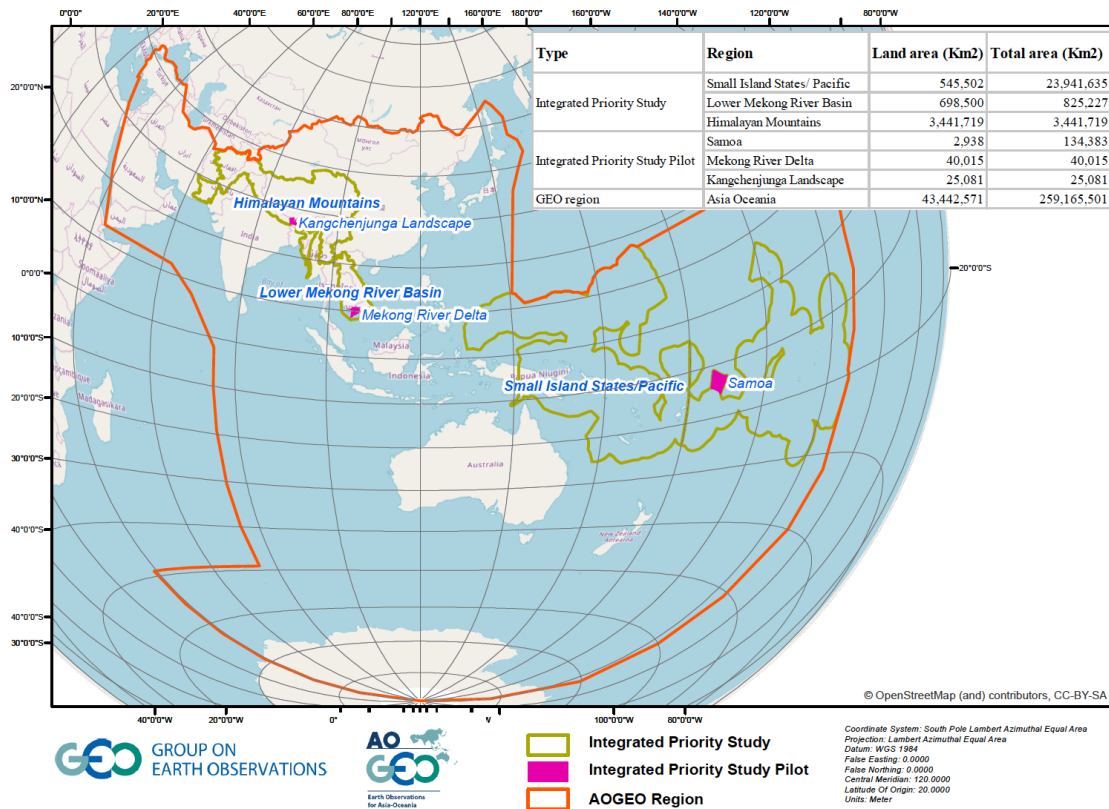 0°0'0" 20°0'0"E 40°0'0"E 60°0'0"E 80°0'0"E 120°0'0"E 160°0'0"E 180°0'0"W 160°0'0"W 140°0'0"W 120°0'0"W 80°0'0"W
Type Region Land area (Km2) Total area (Km2)
Integrated Priority Study
Small Island States/ Pacific 545,502 23,941,635
Lower Mekong River Basin 698,500 825,227
Himalayan Mountains 3,441,719 3,441,719
Integrated Priority Study Pilot
Samoa 2,938 134,383
Mekong River Delta 40,015 40,015
Kangchenjunga Landscape 25,081 25,081
GEO region Asia Oceania 43,442,571 259,165,501
20°0'0"N
10°0'0"N
0°0'0"
10°0'0"S
20°0'0"S
30°0'0"S
40°0'0"S
40°0'0"S
30°0'0"S
20°0'0"S
Himalayan Mountains
Kangchenjunga Landscape
India
日本
Lower Mekong River Basin
Mekong River Delta
Malaysia
Indonesia
Papua Niugini
Small Island States/Pacific
Samoa
Madagasikara
Australia
New Zealand
Aotearoa
© OpenStreetMap (and) contributors, CC-BY-SA
40°0'0"W 20°0'0"W 0° V 100°0'0"W 80°0'0"W
GEO
GROUP ON
EARTH OBSERVATIONS
AO
GEO
Earth Observations
for Asia-Oceania
Integrated Priority Study
Integrated Priority Study Pilot
AOGEO Region
Coordinate System: South Pole Lambert Azimuthal Equal Area
Projection: Lambert Azimuthal Equal Area
Datum: WGS 1984
False Easting: 0.0000
False Northing: 0.0000
Central Meridian: 120.0000
Latitude Of Origin: 20.0000
Units: Meter